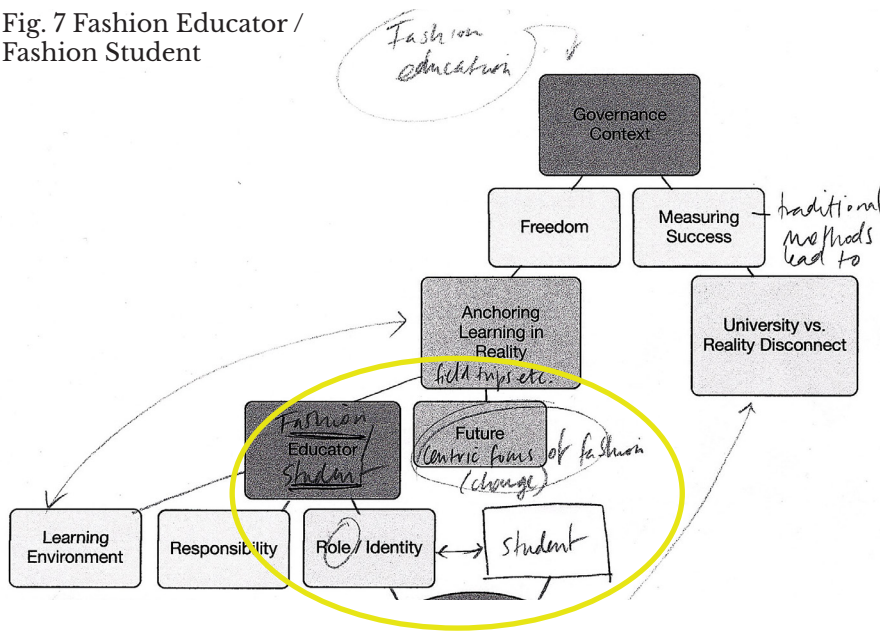 Fig. 7 Fashion Educator /
Fashion Student
Fashion
education
Governance
Context
Freedom
Measuring
Success
traditional
methods
lead to
Anchoring
Learning in
Reality
field trips etc.
University vs.
Reality Disconnect
Fashion
Educator /
Student
Future
Centric forms of fashion
(change)
Learning
Environment
Responsibility
Role / Identity
Student